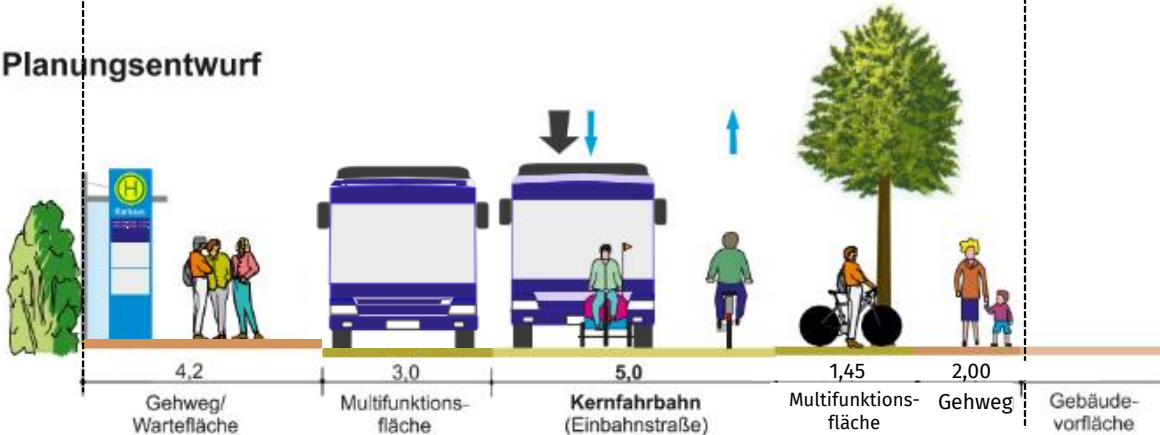 Planungsentwurf
H
Rathaus
4,2
3,0
5,0
1,45
2,00
Gehweg/
Wartefläche
Multifunktions-
fläche
Kernfahrbahn
(Einbahnstraße)
Multifunktions-
fläche
Gehweg
Gebäude-
vorfläche